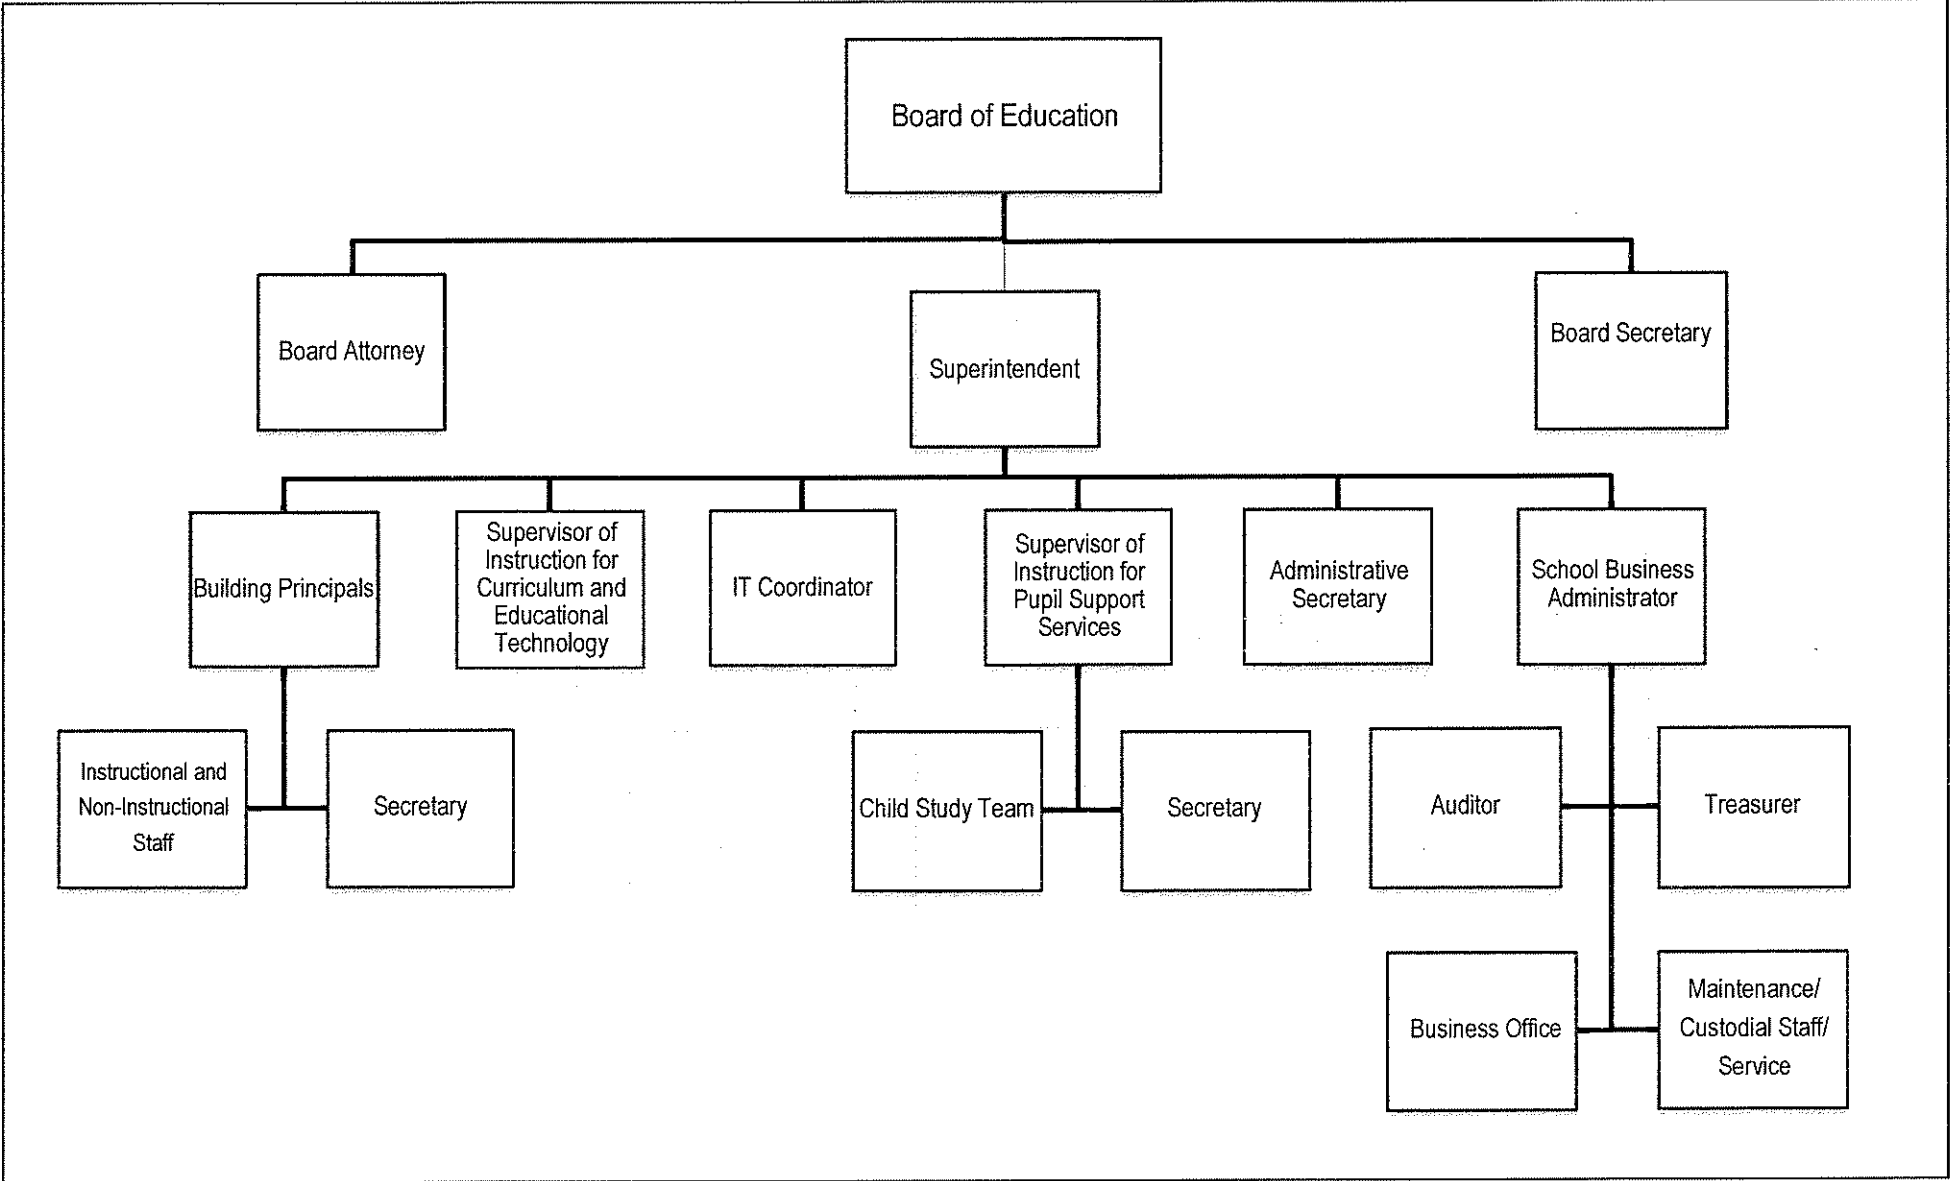 Board of Education
Board Attorney
Superintendent
Board Secretary
Building Principals
Supervisor of
Instruction for
Curriculum and
Educational
Technology
IT Coordinator
Supervisor of
Instruction for
Pupil Support
Services
Administrative
Secretary
School Business
Administrator
Instructional and
Non-Instructional
Staff
Secretary
Child Study Team
Secretary
Auditor
Treasurer
Business Office
Maintenance/
Custodial Staff/
Service